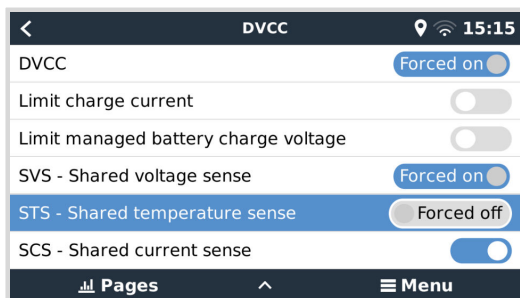 DVCC 15:15
DVCC Forced on
Limit charge current
Limit managed battery charge voltage
SVS - Shared voltage sense Forced on
STS - Shared temperature sense Forced off
SCS - Shared current sense
Pages Menu